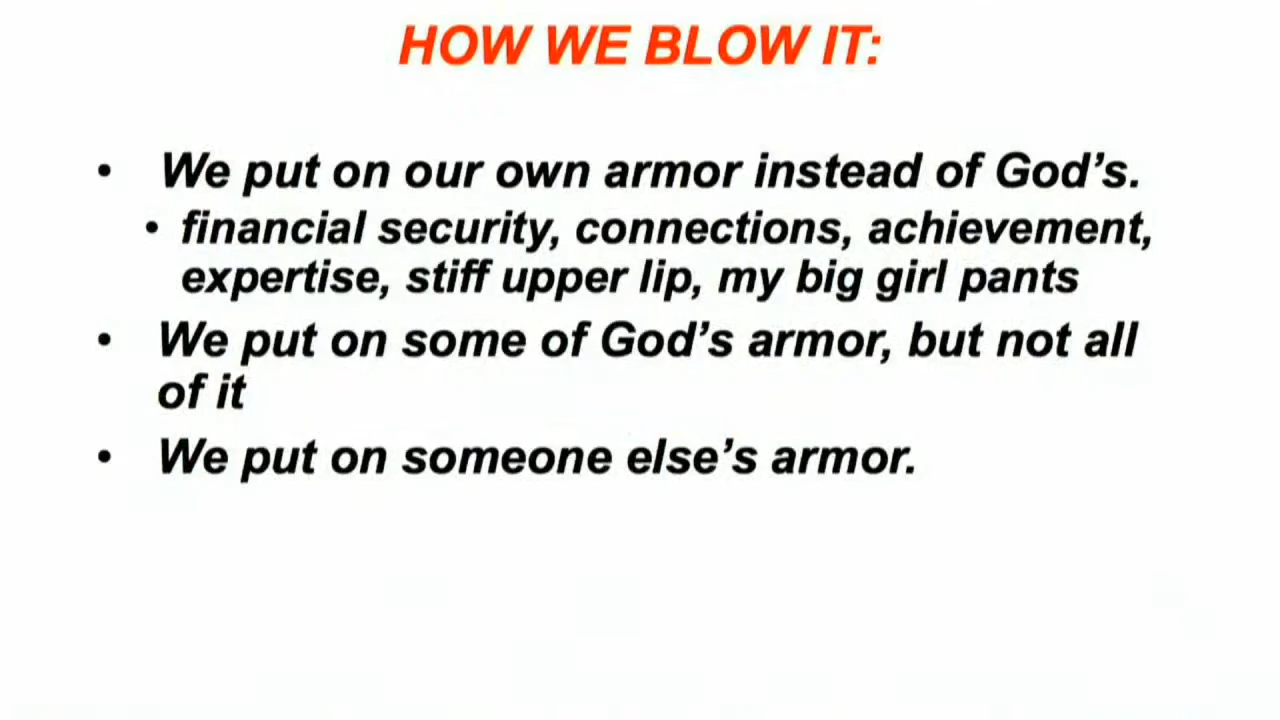 HOW WE BLOW IT:
• We put on our own armor instead of God’s.
• financial security, connections, achievement,
expertise, stiff upper lip, my big girl pants
• We put on some of God’s armor, but not all
of it
• We put on someone else’s armor.